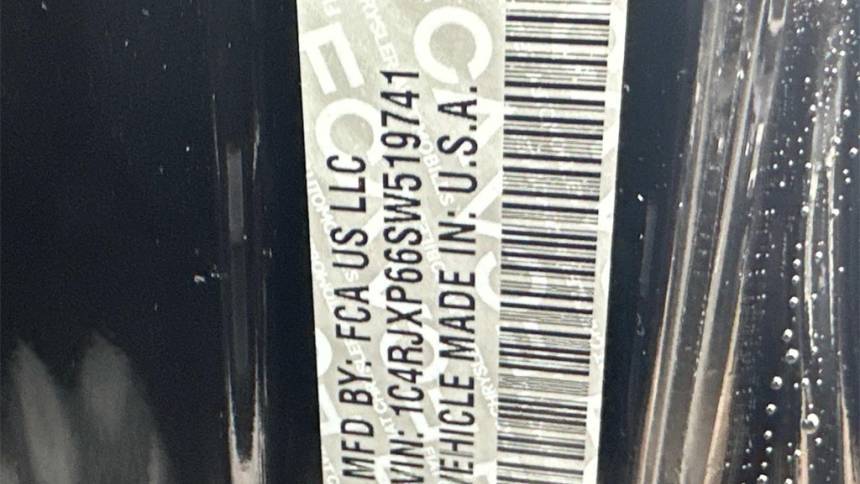 MFD BY: FCA US LLC
VIN: 1C4RJXP66SW519741
VEHICLE MADE IN: U.S.A.